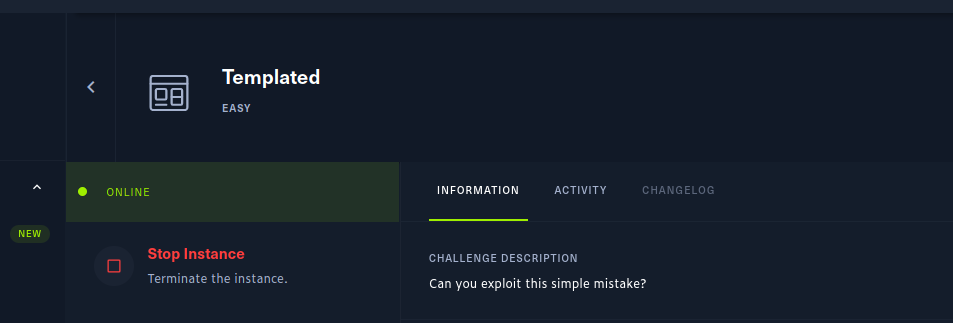 Templated
EASY
ONLINE
INFORMATION ACTIVITY CHANGELOG
NEW
Stop Instance
Terminate the instance.
CHALLENGE DESCRIPTION
Can you exploit this simple mistake?